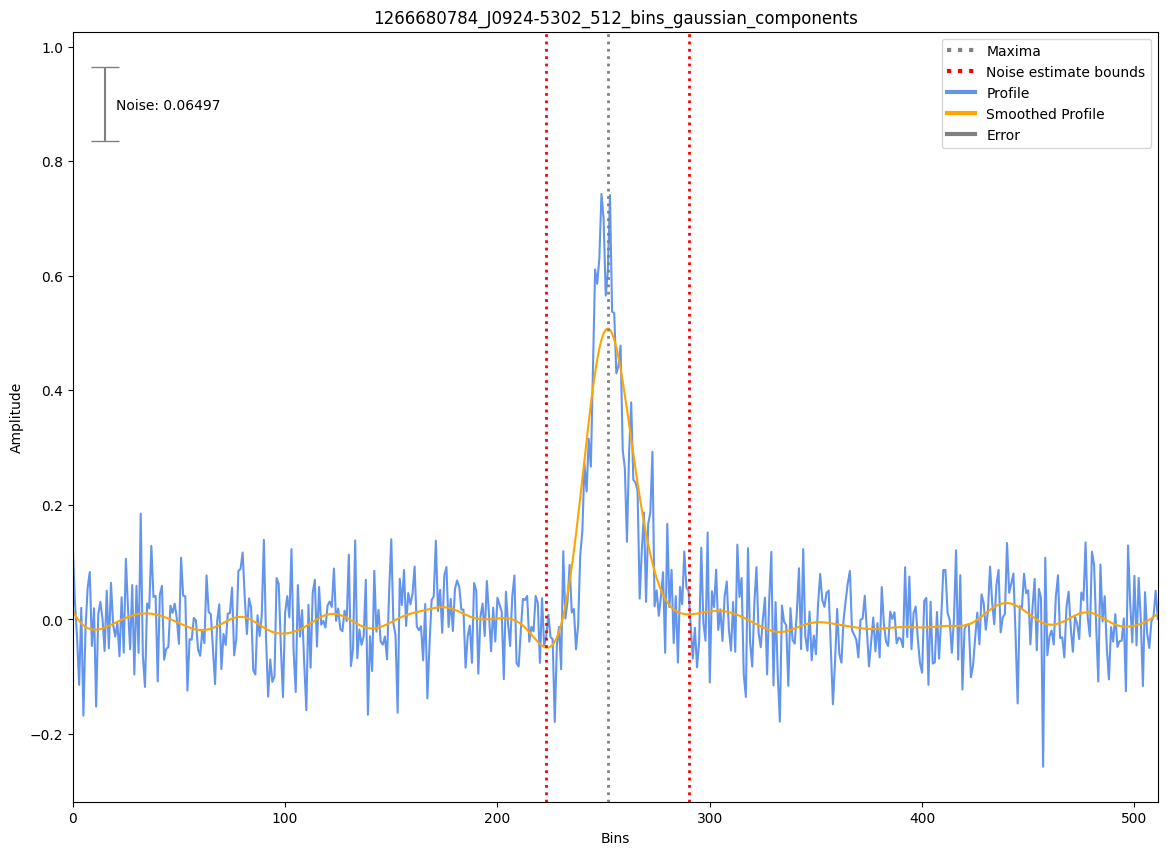 1266680784_J0924-5302_512_bins_gaussian_components
Maxima
Noise estimate bounds
Profile
Smoothed Profile
Error
Noise: 0.06497
Amplitude
1.0
0.8
0.6
0.4
0.2
0.0
−0.2
0
100
200
300
400
500
Bins